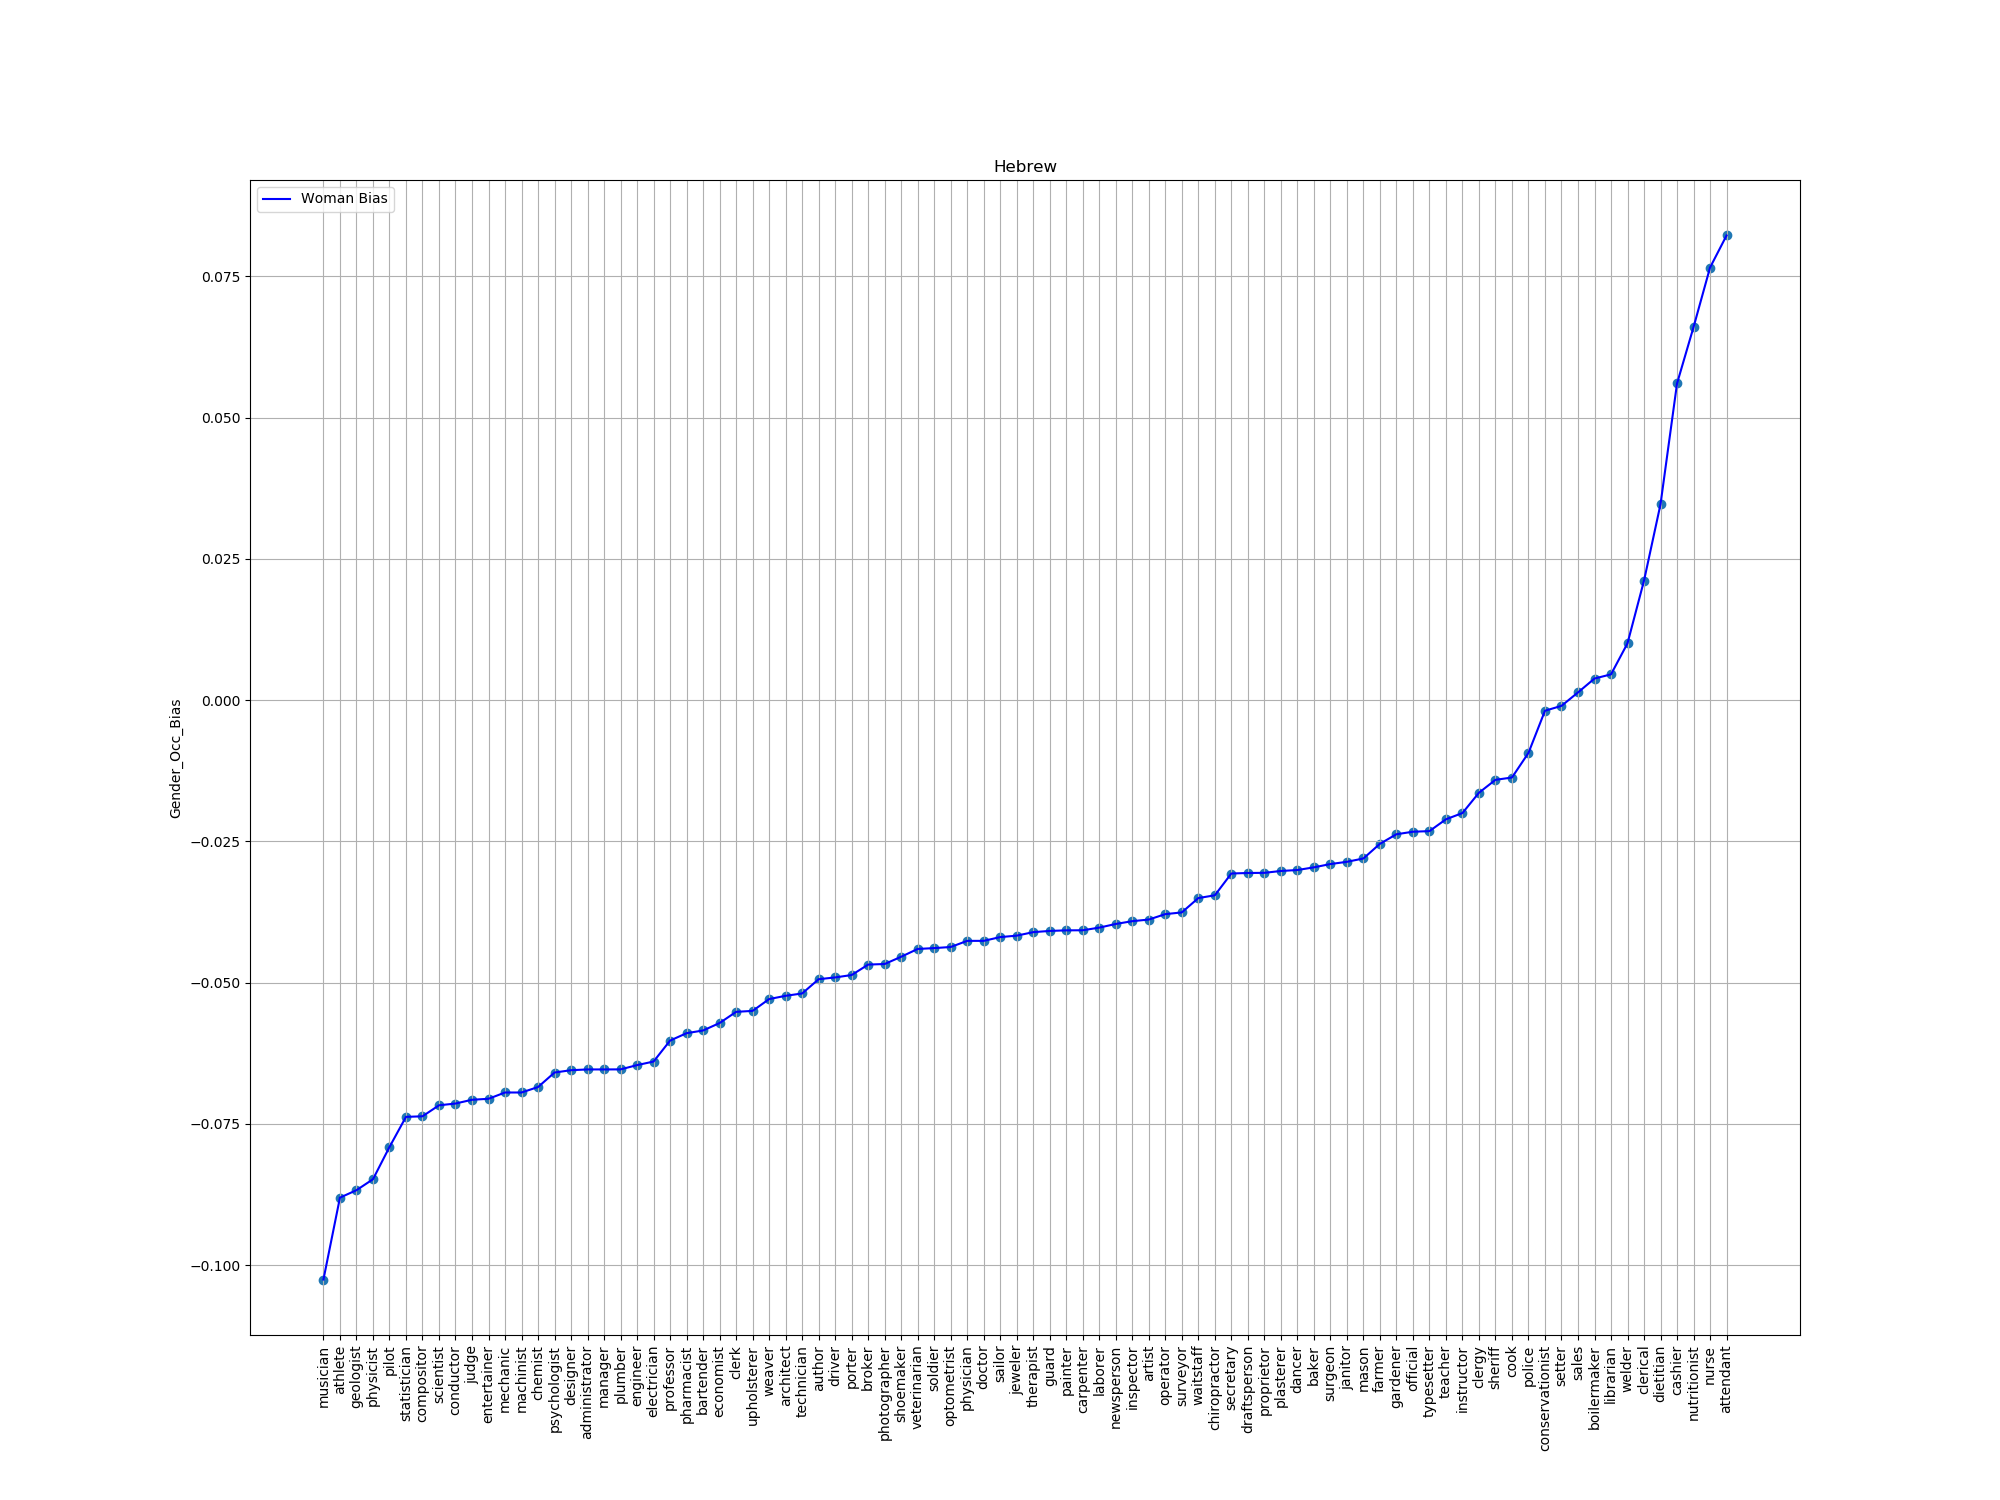 Hebrew
Woman Bias
Gender_Occ_Bias
0.075
0.050
0.025
0.000
−0.025
−0.050
−0.075
−0.100
musician
athlete
geologist
physicist
pilot
statistician
compositor
scientist
conductor
judge
entertainer
mechanic
machinist
chemist
psychologist
designer
administrator
manager
plumber
engineer
electrician
professor
pharmacist
bartender
economist
clerk
upholsterer
weaver
architect
technician
author
driver
porter
broker
photographer
shoemaker
veterinarian
soldier
optometrist
physician
doctor
sailor
jeweler
therapist
guard
painter
carpenter
laborer
newsperson
inspector
artist
operator
surveyor
waitstaff
chiropractor
secretary
draftsperson
proprietor
plasterer
dancer
baker
surgeon
janitor
mason
farmer
gardener
official
typesetter
teacher
instructor
clergy
sheriff
cook
police
conservationist
setter
sales
boilermaker
librarian
welder
clerical
dietitian
cashier
nutritionist
nurse
attendant